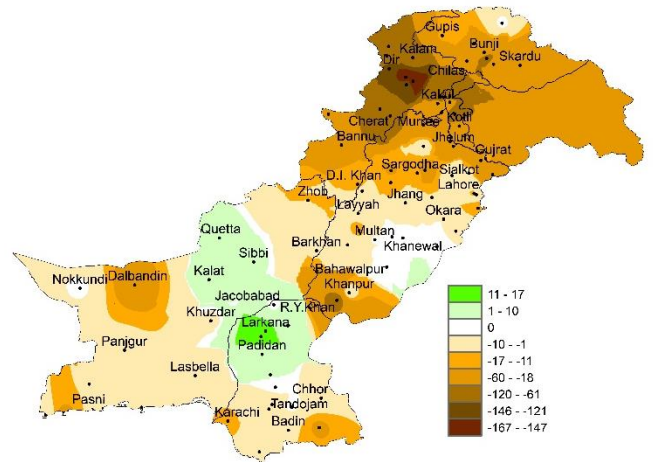 Gupis
Kalam
Bunji
Skardu
Dir
Chilas
Kakul
Cherat
Murree
Kotli
Bannu
Jhelum
Gujrat
Sargodha
Sialkot
D.I. Khan
Lahore
Zhob
Jhang
Layyah
Okara
Quetta
Multan
Barkhan
Khanewal
Sibbi
Bahawalpur
Kalat
Khanpur
Nokkundi
Dalbandin
Jacobabad
R.Y.Khan
Khuzdar
Larkana
Panjgur
Padidan
Lasbella
Chhor
Pasni
Tandojam
Karachi
Badin
11 - 17
1 - 10
0
-10 - -1
-17 - -11
-60 - -18
-120 - -61
-146 - -121
-167 - -147